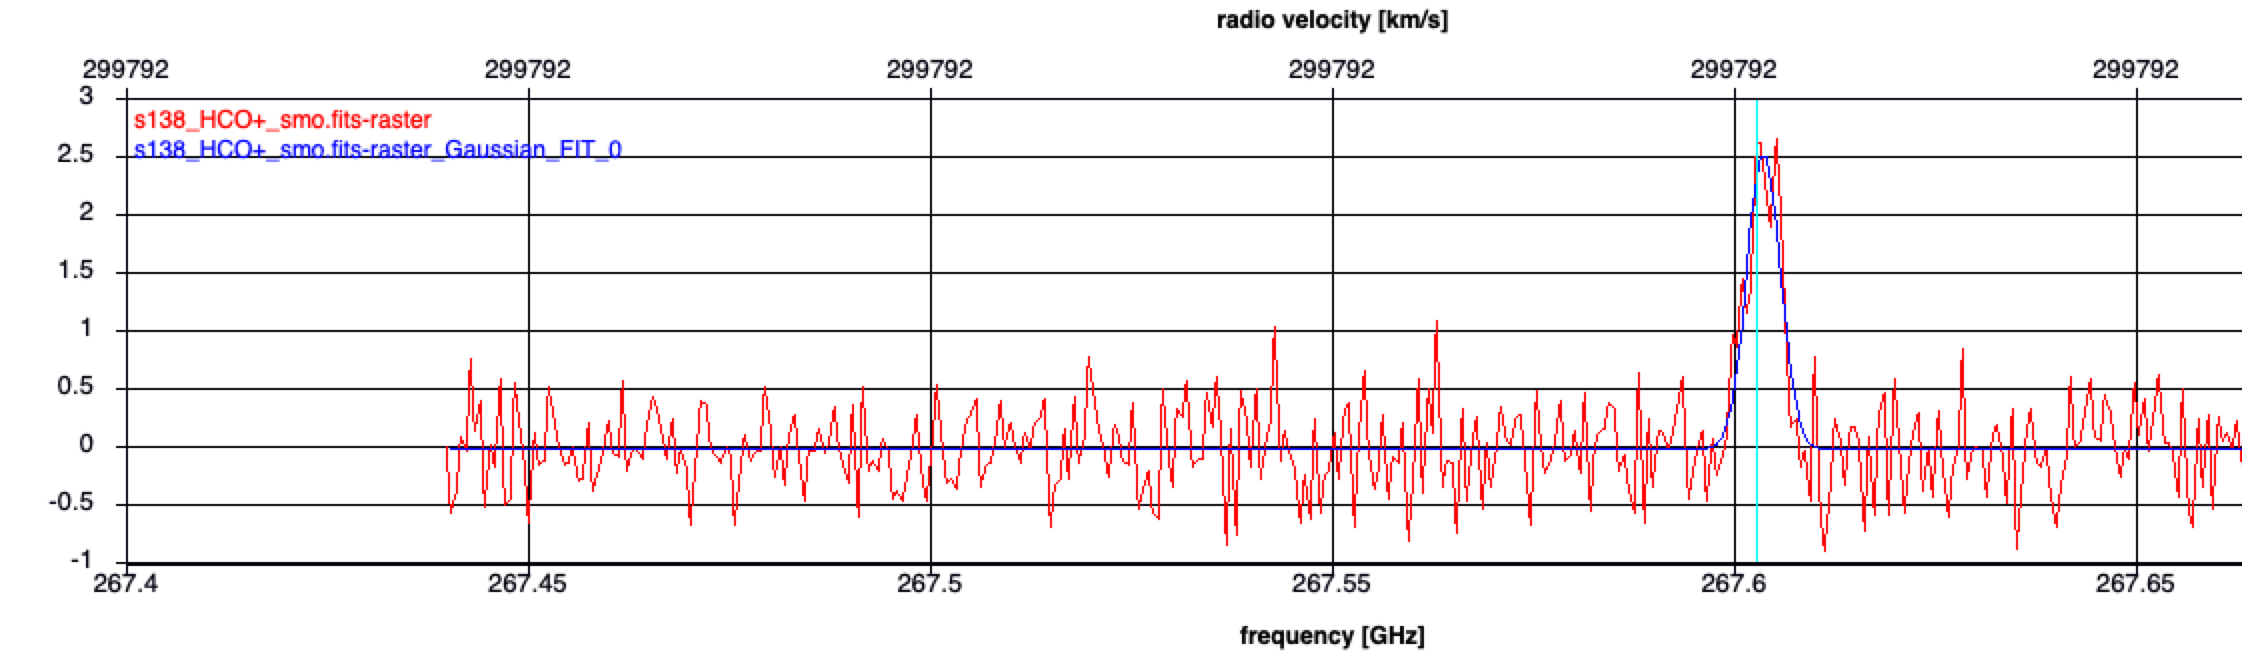 radio velocity [km/s]
299792 299792 299792 299792 299792 299792
3
s138_HCO+_smo.fits-raster
2.5 s138_HCO+_smo.fits-raster_Gaussian_FIT_0
2
1.5
1
0.5
0
-0.5
-1
267.4 267.45 267.5 267.55 267.6 267.65
frequency [GHz]